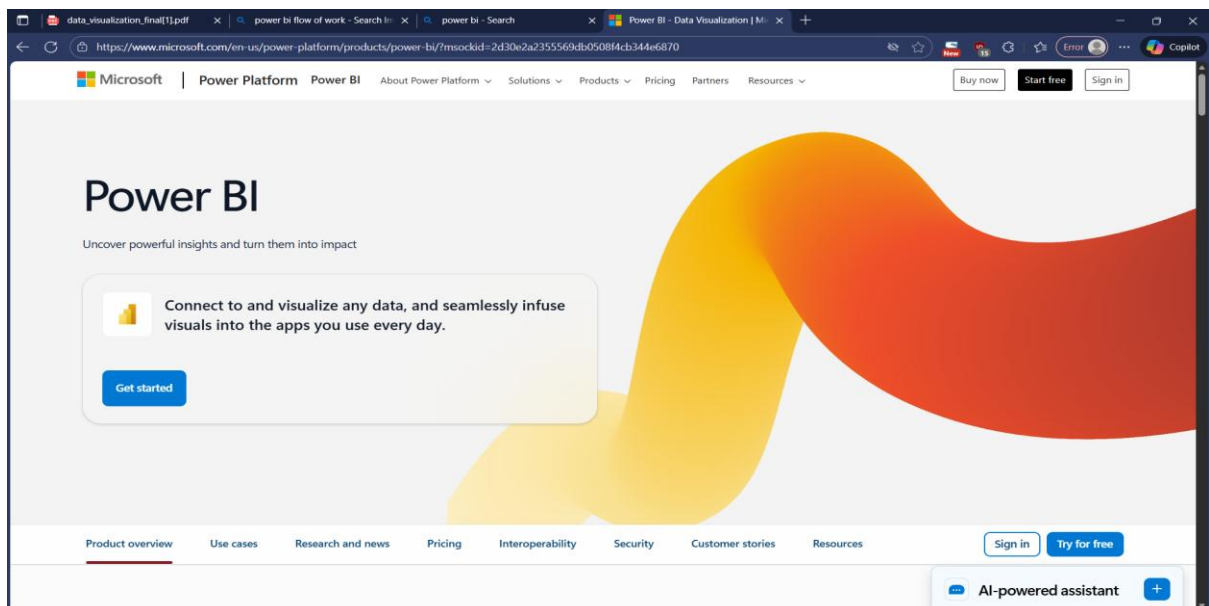 data_visualization_final[1].pdf
power bi flow of work - Search Im
power bi - Search
Power BI - Data Visualization | Mic
https://www.microsoft.com/en-us/power-platform/products/power-bi/?msockid=2d30e2a2355569db0508f4cb344e6870
New
15
Error
Copilot
Microsoft
Power Platform
Power BI
About Power Platform
Solutions
Products
Pricing
Partners
Resources
Buy now
Start free
Sign in
Power BI
Uncover powerful insights and turn them into impact
Connect to and visualize any data, and seamlessly infuse
visuals into the apps you use every day.
Get started
Product overview
Use cases
Research and news
Pricing
Interoperability
Security
Customer stories
Resources
Sign in
Try for free
AI-powered assistant